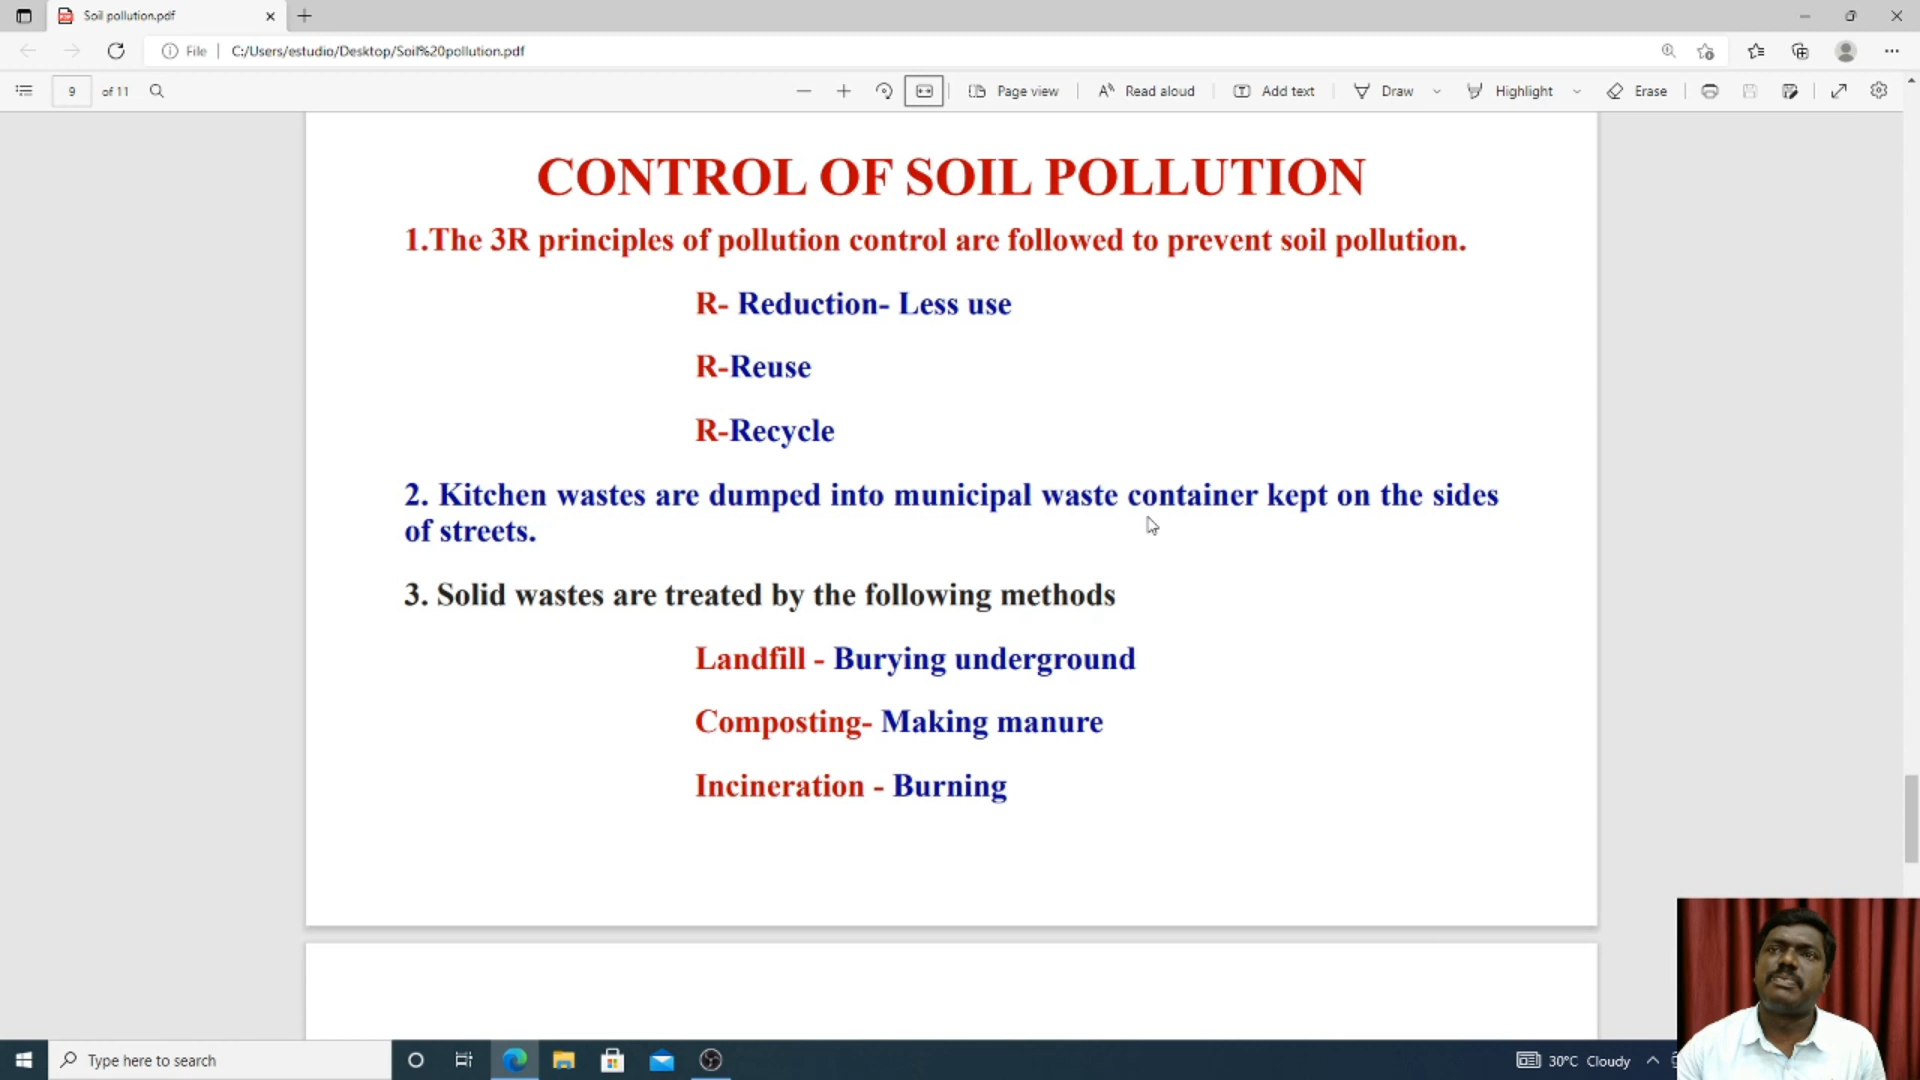 Soil pollution.pdf
File
C:/Users/estudio/Desktop/Soil%20pollution.pdf
9 of 11
Page view
Read aloud
Add text
Draw
Highlight
Erase
CONTROL OF SOIL POLLUTION
1.The 3R principles of pollution control are followed to prevent soil pollution.
R- Reduction- Less use
R-Reuse
R-Recycle
2. Kitchen wastes are dumped into municipal waste container kept on the sides
of streets.
3. Solid wastes are treated by the following methods
Landfill - Burying underground
Composting- Making manure
Incineration - Burning
Type here to search
30°C Cloudy